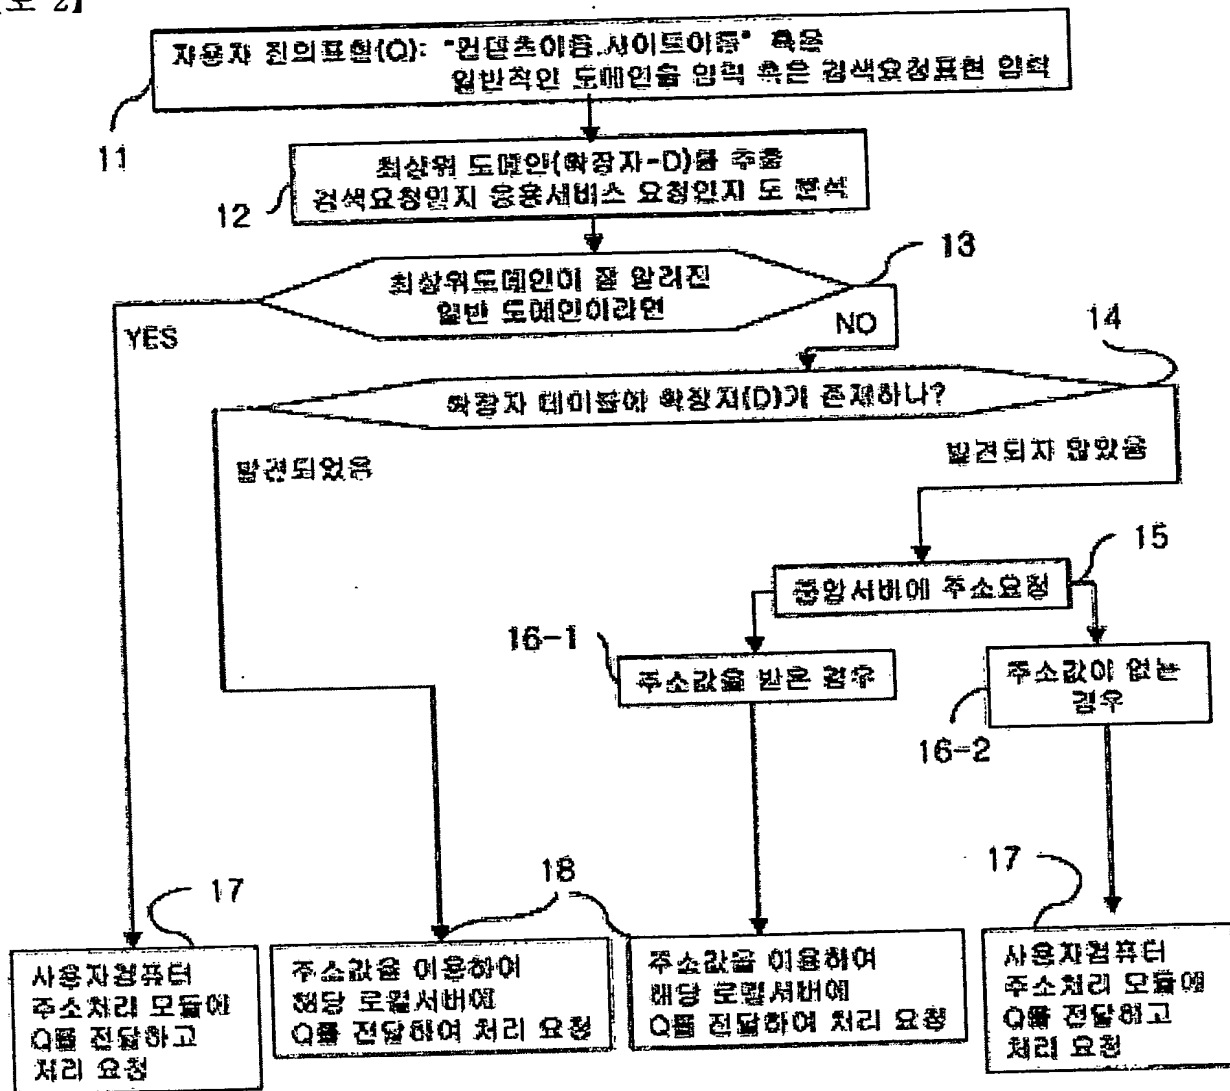 [도 2]
사용자 질의표현(Q): "컨텐츠이름.사이트이름" 혹은
일반적인 도메인을 입력 혹은 검색요청표현 입력
11
최상위 도메인(확장자-D)를 추출
검색요청인지 응용서비스 요청인지 도 분석
12
13
최상위도메인이 잘 알려진
일반 도메인이라면
YES
NO
14
확장자 테이블에 확장자(D)가 존재하나?
발견되었음
발견되지 않았음
15
중앙서버에 주소요청
16-1
주소값을 받은 경우
주소값이 없는
경우
16-2
17
18
17
사용자컴퓨터
주소처리 모듈에
Q를 전달하고
처리 요청
주소값을 이용하여
해당 로컬서버에
Q를 전달하여 처리 요청
주소값을 이용하여
해당 로컬서버에
Q를 전달하여 처리 요청
사용자컴퓨터
주소처리 모듈에
Q를 전달하고
처리 요청